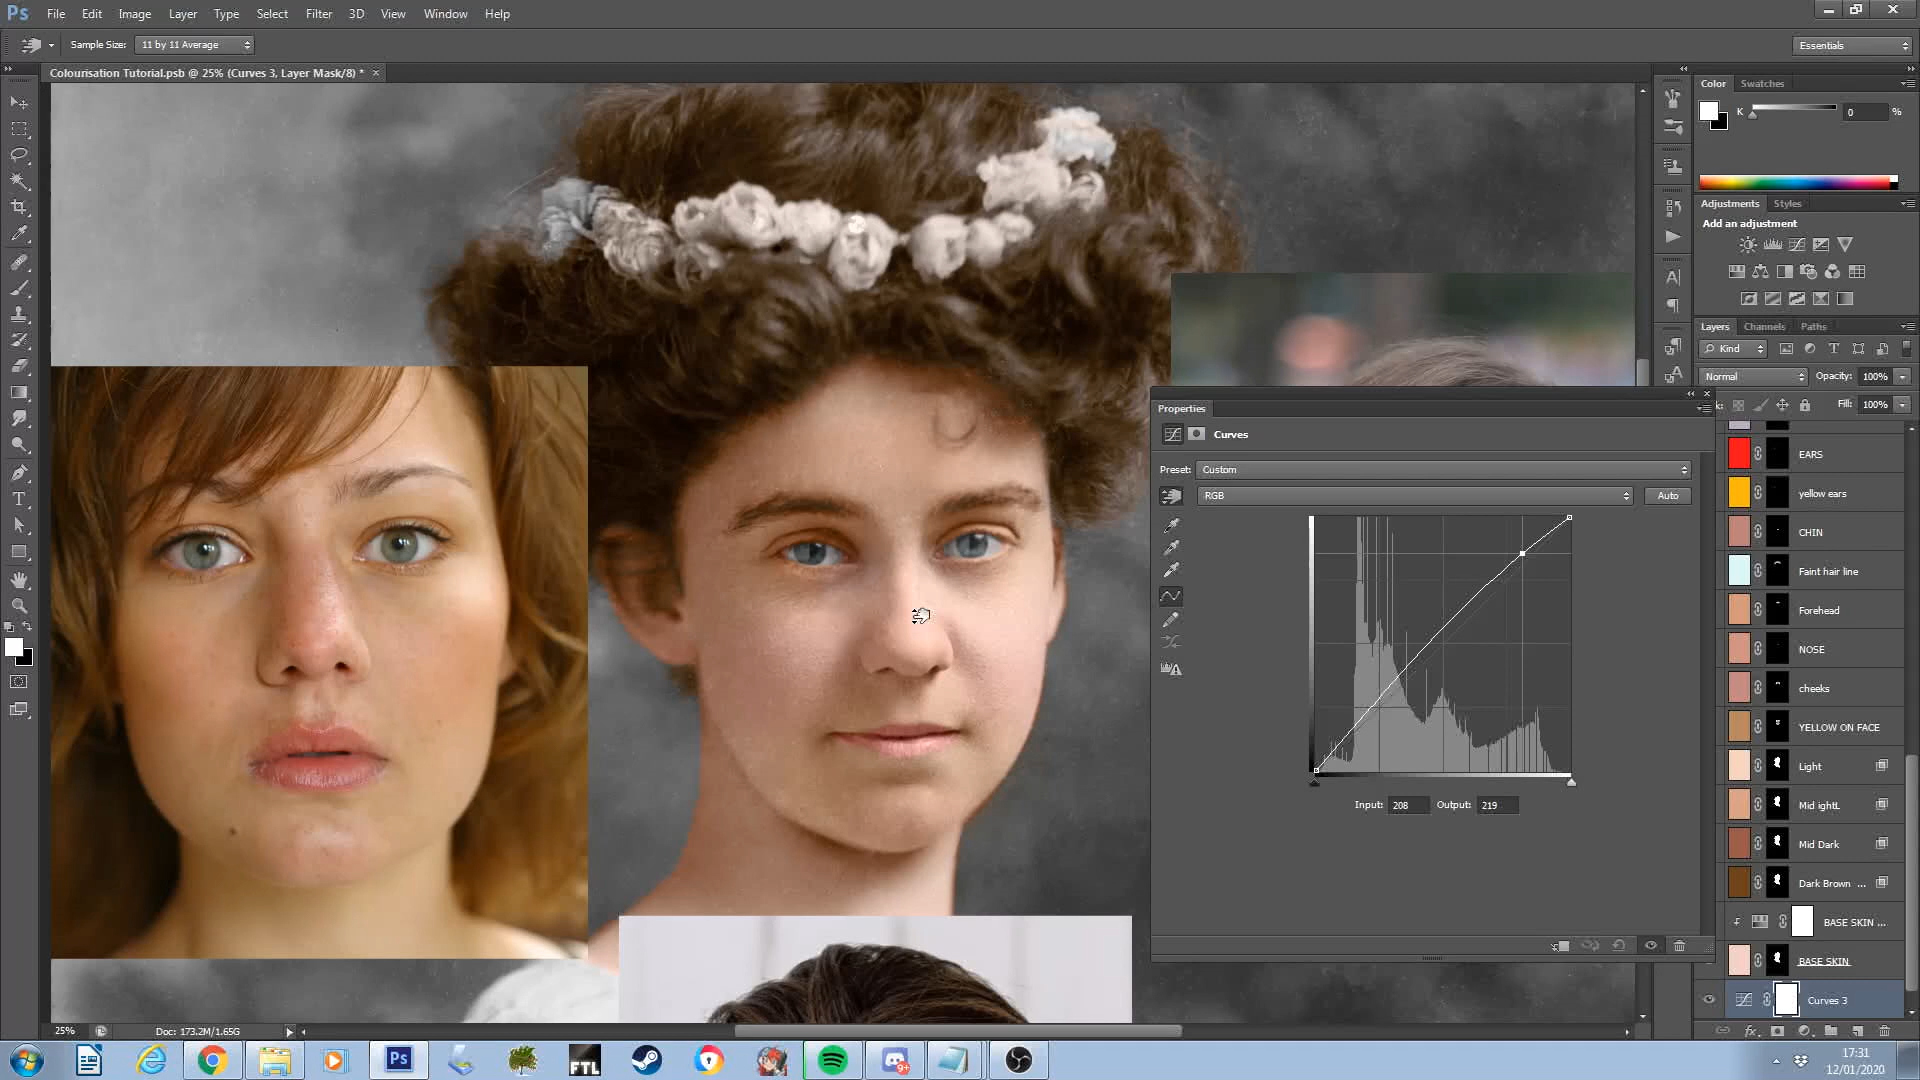 Ps File Edit Image Layer Type Select Filter 3D View Window Help
Sample Size: 11 by 11 Average Essentials
Colourisation Tutorial.psb @ 25% (Curves 3, Layer Mask/8) * ×
Color Swatches
K 0 %
Adjustments Styles
Add an adjustment
Layers Channels Paths
Kind
Normal Opacity: 100%
Fill: 100%
Properties
Curves
Preset: Custom
RGB Auto
Input: 208 Output: 219
EARS
yellow ears
CHIN
Faint hair line
Forehead
NOSE
cheeks
YELLOW ON FACE
Light
Mid ightL
Mid Dark
Dark Brown ...
BASE SKIN ...
BASE SKIN
Curves 3
25% Doc: 173.2M/1.65G
Ps FTL 9+
17:31
12/01/2020